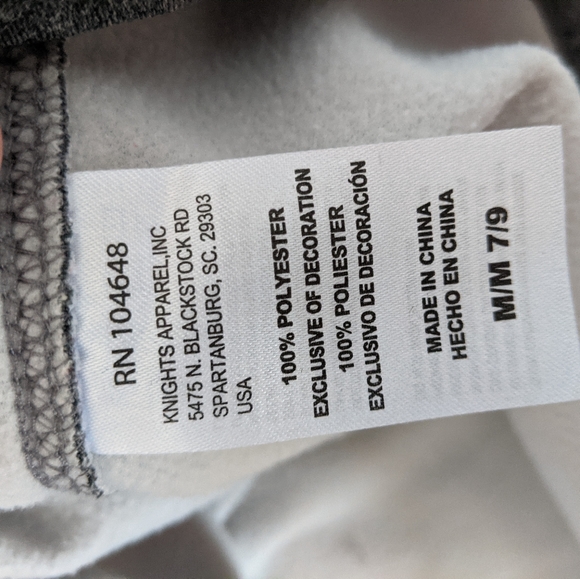 RN 104648
KNIGHTS APPAREL,INC
5475 N. BLACKSTOCK RD
SPARTANBURG, SC. 29303
USA
100% POLYESTER
EXCLUSIVE OF DECORATION
100% POLIESTER
EXCLUSIVO DE DECORACIÓN
MADE IN CHINA
HECHO EN CHINA
M/M 7/9